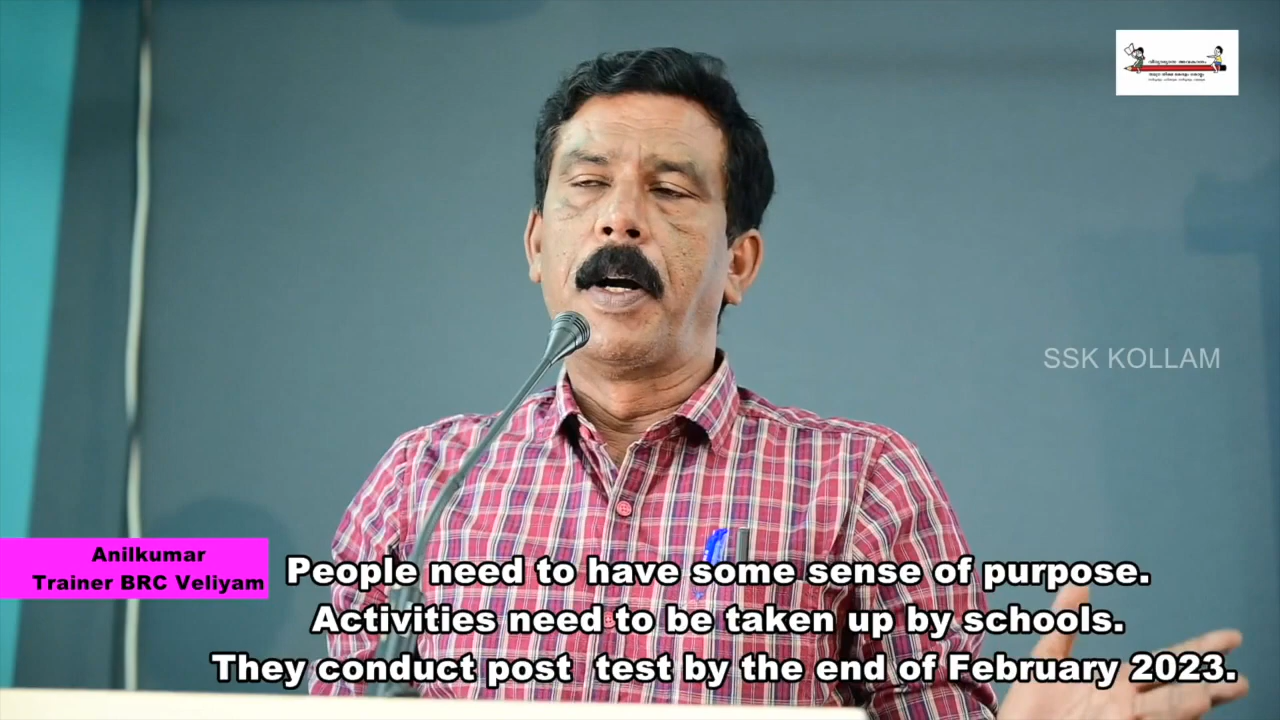 SSK KOLLAM
Anilkumar
Trainer BRC Veliyam
People need to have some sense of purpose.
Activities need to be taken up by schools.
They conduct post  test by the end of February 2023.